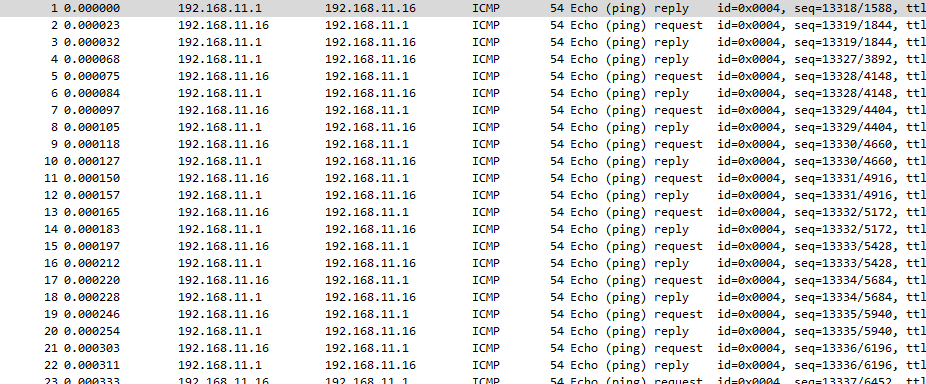 1 0.000000 192.168.11.1 192.168.11.16 ICMP 54 Echo (ping) reply id=0x0004, seq=13318/1588, ttl
2 0.000023 192.168.11.16 192.168.11.1 ICMP 54 Echo (ping) request id=0x0004, seq=13319/1844, ttl
3 0.000032 192.168.11.1 192.168.11.16 ICMP 54 Echo (ping) reply id=0x0004, seq=13319/1844, ttl
4 0.000068 192.168.11.1 192.168.11.16 ICMP 54 Echo (ping) reply id=0x0004, seq=13327/3892, ttl
5 0.000075 192.168.11.16 192.168.11.1 ICMP 54 Echo (ping) request id=0x0004, seq=13328/4148, ttl
6 0.000084 192.168.11.1 192.168.11.16 ICMP 54 Echo (ping) reply id=0x0004, seq=13328/4148, ttl
7 0.000097 192.168.11.16 192.168.11.1 ICMP 54 Echo (ping) request id=0x0004, seq=13329/4404, ttl
8 0.000105 192.168.11.1 192.168.11.16 ICMP 54 Echo (ping) reply id=0x0004, seq=13329/4404, ttl
9 0.000118 192.168.11.16 192.168.11.1 ICMP 54 Echo (ping) request id=0x0004, seq=13330/4660, ttl
10 0.000127 192.168.11.1 192.168.11.16 ICMP 54 Echo (ping) reply id=0x0004, seq=13330/4660, ttl
11 0.000150 192.168.11.16 192.168.11.1 ICMP 54 Echo (ping) request id=0x0004, seq=13331/4916, ttl
12 0.000157 192.168.11.1 192.168.11.16 ICMP 54 Echo (ping) reply id=0x0004, seq=13331/4916, ttl
13 0.000165 192.168.11.16 192.168.11.1 ICMP 54 Echo (ping) request id=0x0004, seq=13332/5172, ttl
14 0.000183 192.168.11.1 192.168.11.16 ICMP 54 Echo (ping) reply id=0x0004, seq=13332/5172, ttl
15 0.000197 192.168.11.16 192.168.11.1 ICMP 54 Echo (ping) request id=0x0004, seq=13333/5428, ttl
16 0.000212 192.168.11.1 192.168.11.16 ICMP 54 Echo (ping) reply id=0x0004, seq=13333/5428, ttl
17 0.000220 192.168.11.16 192.168.11.1 ICMP 54 Echo (ping) request id=0x0004, seq=13334/5684, ttl
18 0.000228 192.168.11.1 192.168.11.16 ICMP 54 Echo (ping) reply id=0x0004, seq=13334/5684, ttl
19 0.000246 192.168.11.16 192.168.11.1 ICMP 54 Echo (ping) request id=0x0004, seq=13335/5940, ttl
20 0.000254 192.168.11.1 192.168.11.16 ICMP 54 Echo (ping) reply id=0x0004, seq=13335/5940, ttl
21 0.000303 192.168.11.16 192.168.11.1 ICMP 54 Echo (ping) request id=0x0004, seq=13336/6196, ttl
22 0.000311 192.168.11.1 192.168.11.16 ICMP 54 Echo (ping) reply id=0x0004, seq=13336/6196, ttl
23 0.000333 192.168.11.16 192.168.11.1 ICMP 54 Echo (ping) request id=0x0004, seq=13337/6452, ttl